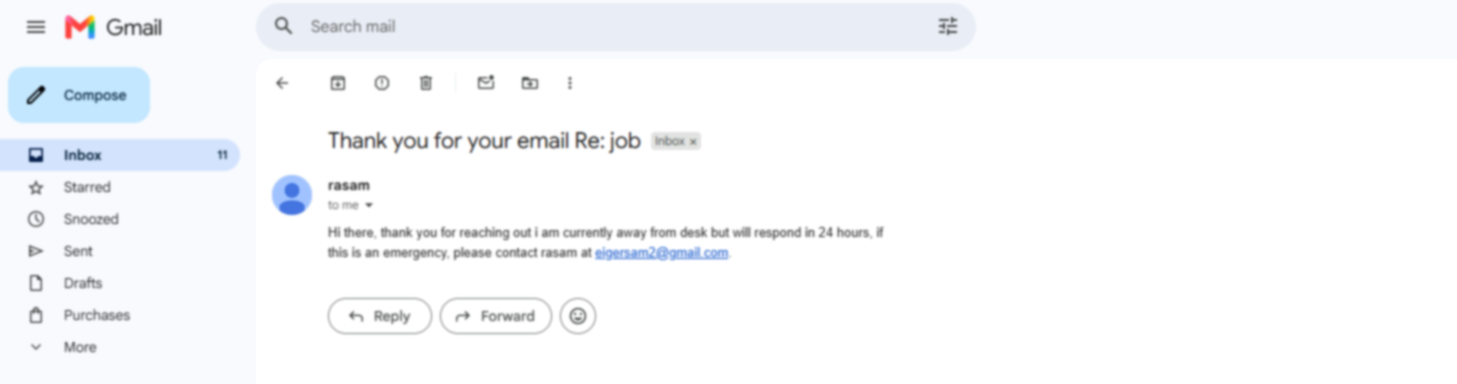 Gmail
Search mail
Compose
Inbox 11
Starred
Snoozed
Sent
Drafts
Purchases
More
Thank you for your email Re: job Inbox x
rasam
to me
Hi there, thank you for reaching out i am currently away from desk but will respond in 24 hours, if
this is an emergency, please contact rasam at eigersam2@gmail.com.
Reply Forward